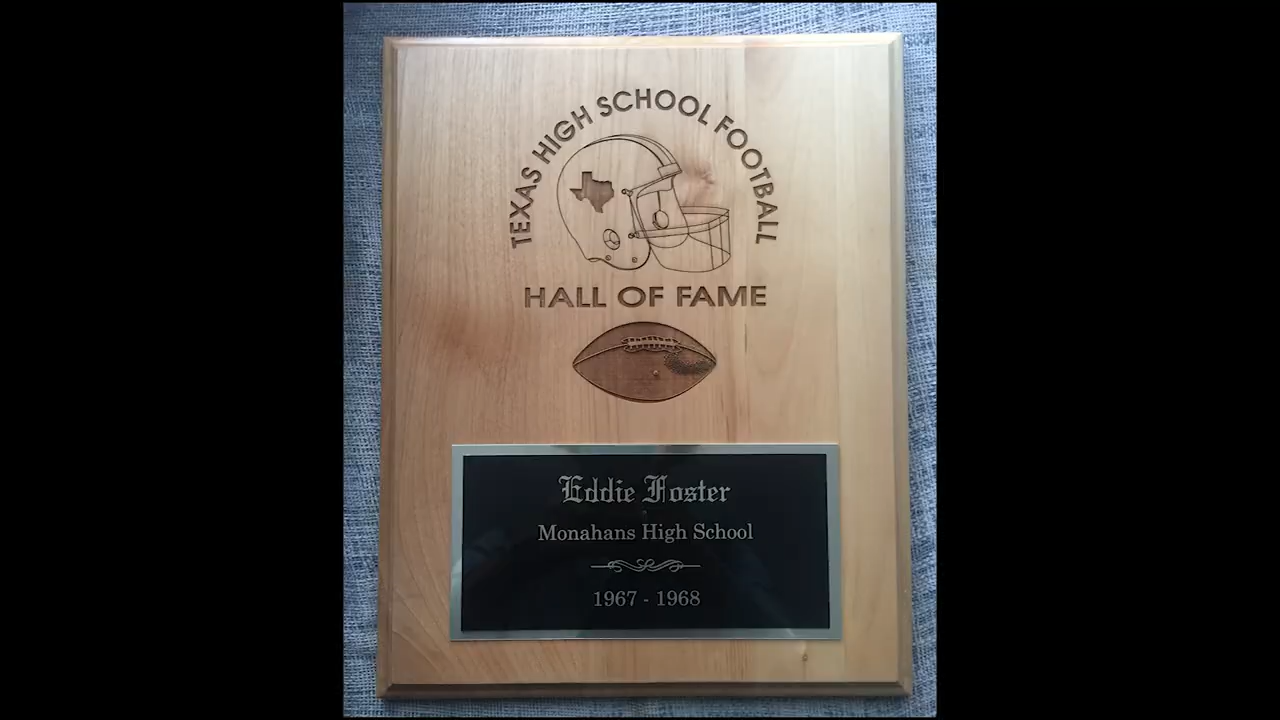 TEXAS HIGH SCHOOL FOOTBALL
HALL OF FAME
Eddie Foster
Monahans High School
1967 - 1968